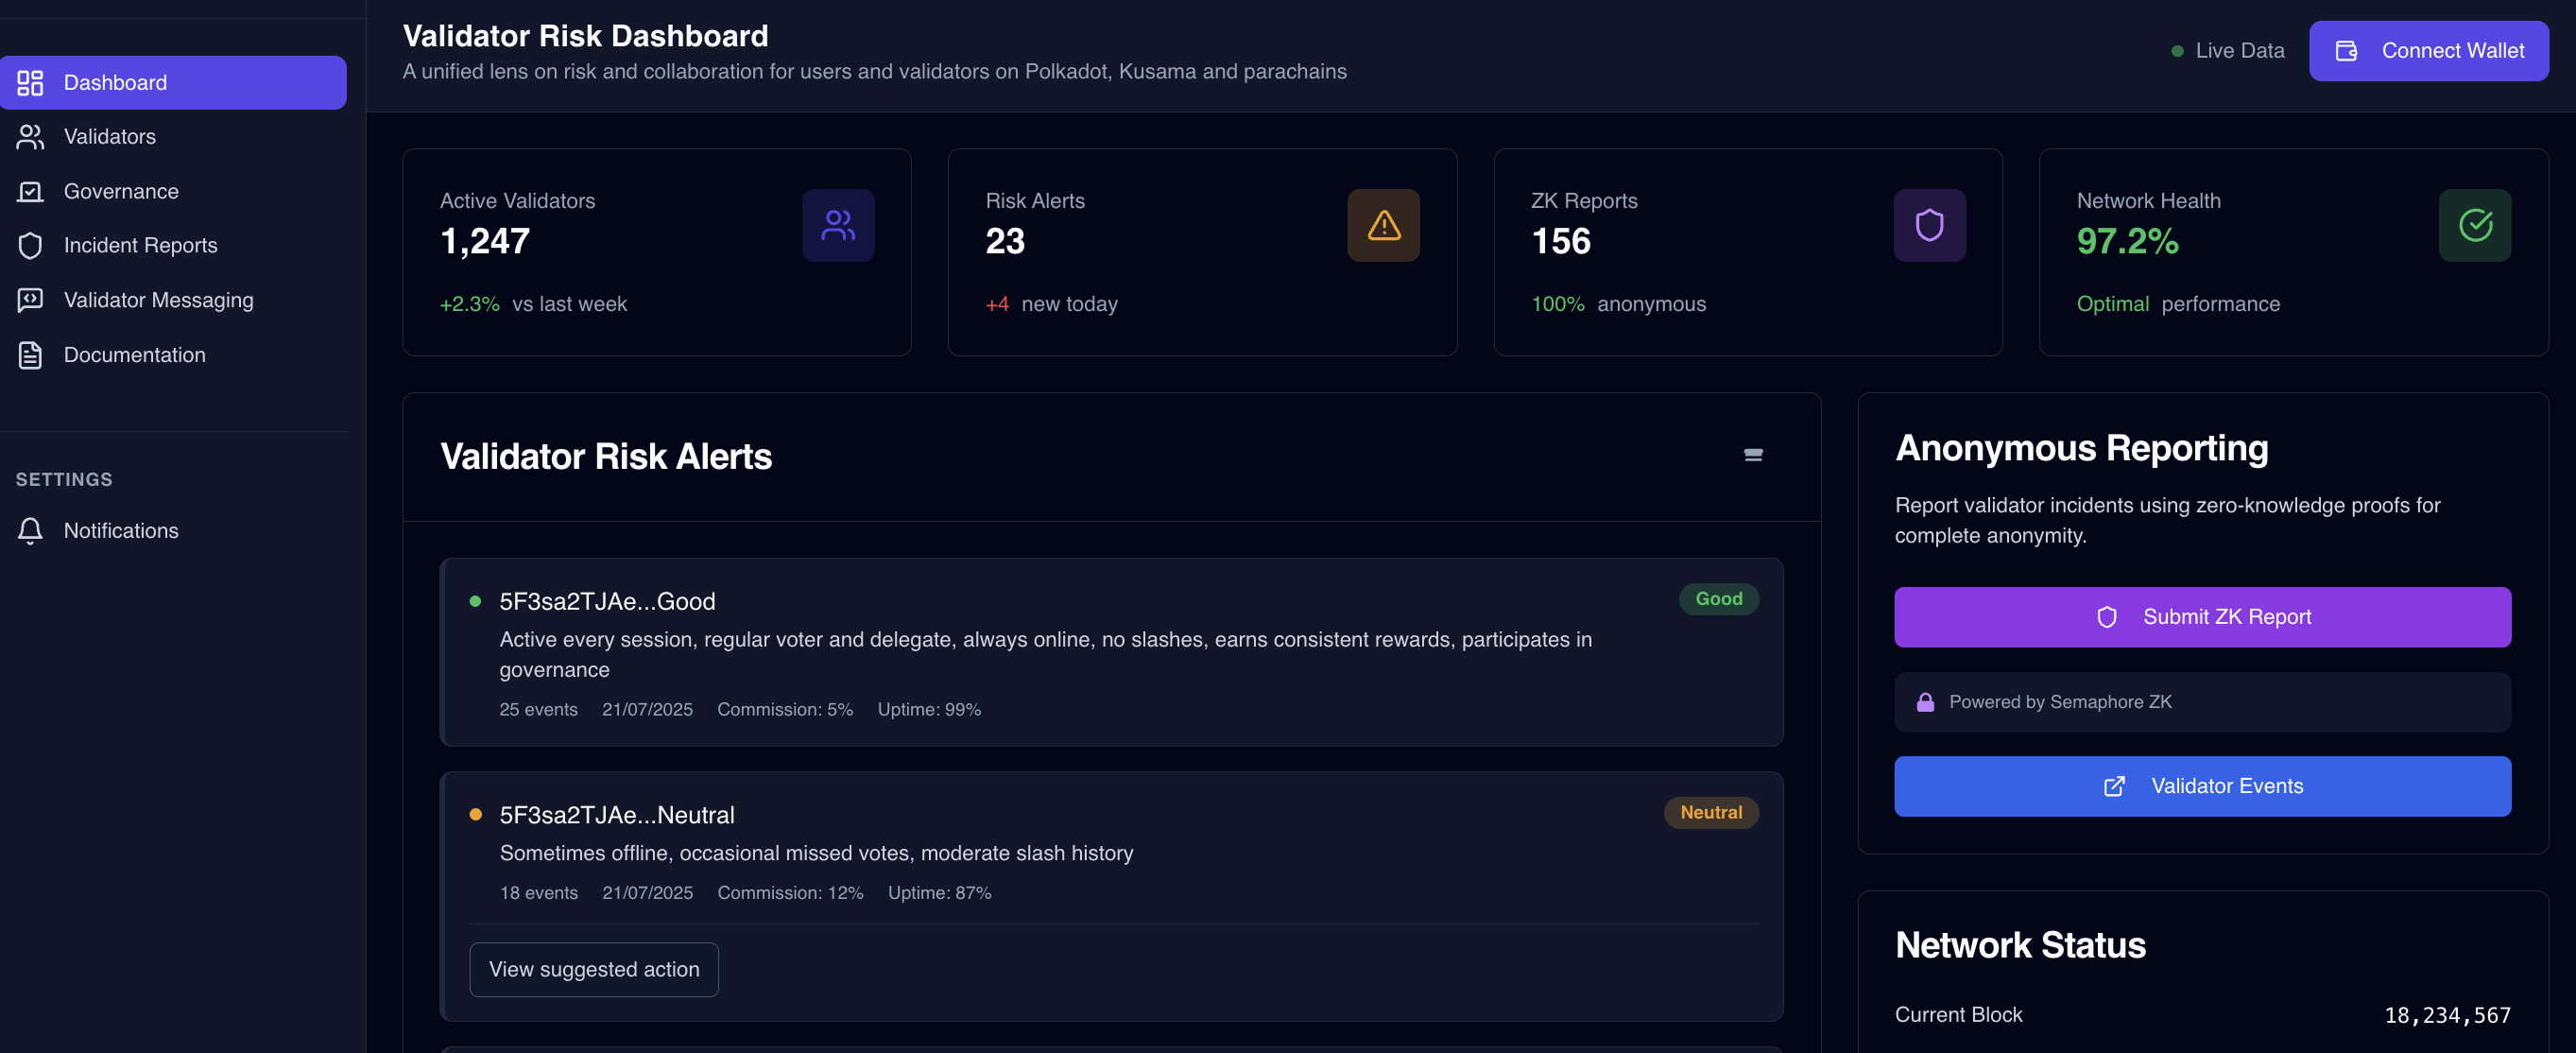 Dashboard
Validators
Governance
Incident Reports
Validator Messaging
Documentation
SETTINGS
Notifications
Validator Risk Dashboard
A unified lens on risk and collaboration for users and validators on Polkadot, Kusama and parachains
Live Data
Connect Wallet
Active Validators
1,247
+2.3% vs last week
Risk Alerts
23
+4 new today
ZK Reports
156
100% anonymous
Network Health
97.2%
Optimal performance
Validator Risk Alerts
5F3sa2TJAe...Good
Good
Active every session, regular voter and delegate, always online, no slashes, earns consistent rewards, participates in
governance
25 events 21/07/2025 Commission: 5% Uptime: 99%
5F3sa2TJAe...Neutral
Neutral
Sometimes offline, occasional missed votes, moderate slash history
18 events 21/07/2025 Commission: 12% Uptime: 87%
View suggested action
Anonymous Reporting
Report validator incidents using zero-knowledge proofs for
complete anonymity.
Submit ZK Report
Powered by Semaphore ZK
Validator Events
Network Status
Current Block 18,234,567